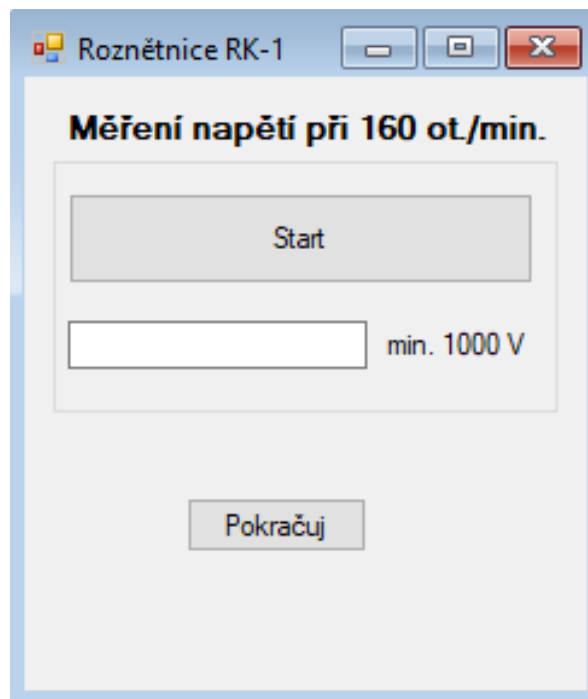 Roznětnice RK-1
Měření napětí při 160 ot./min.
Start
min. 1000 V
Pokračuj